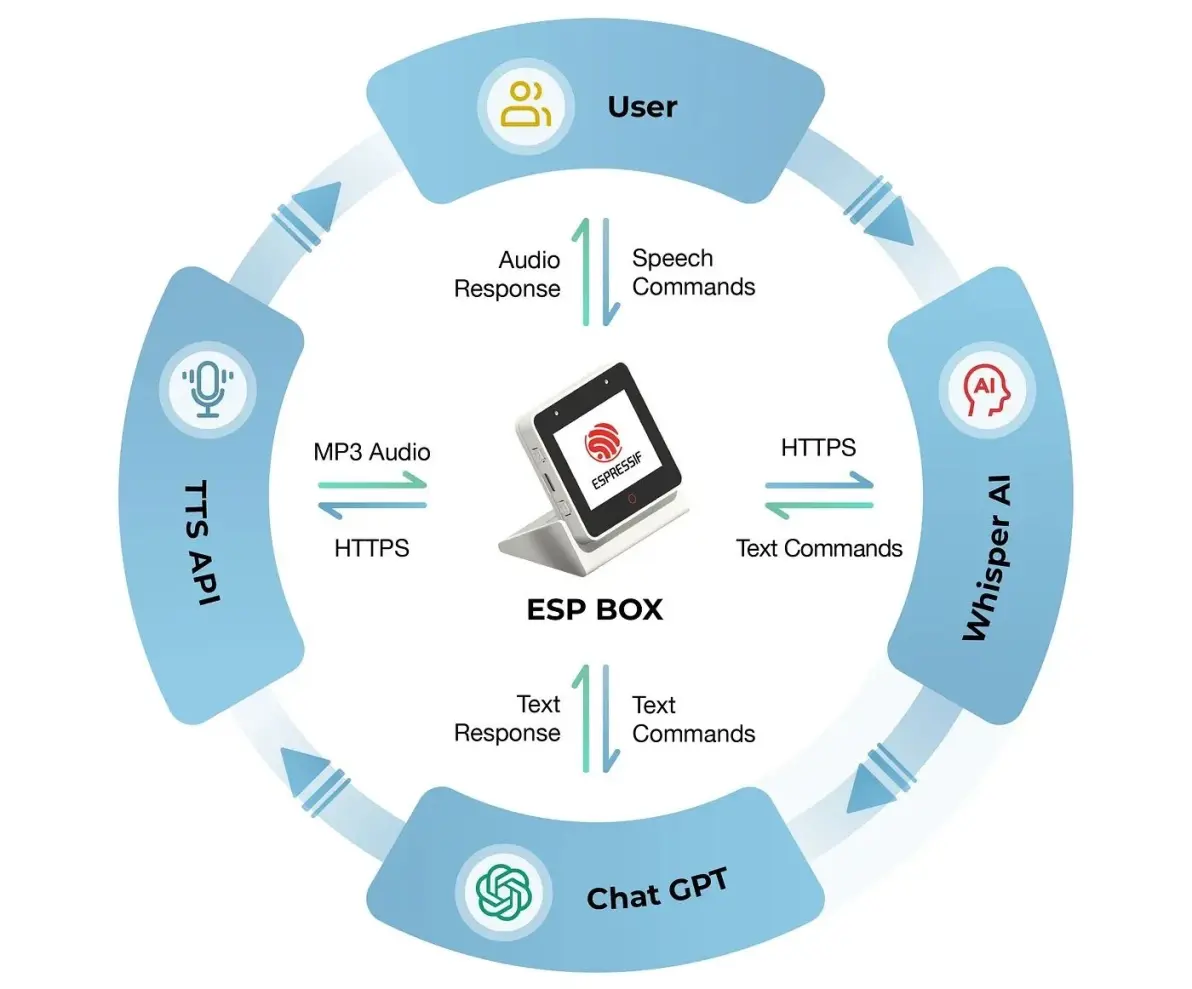 User
Audio
Response
Speech
Commands
AI
MP3 Audio
HTTPS
TTS API
ESPRESSIF
HTTPS
Text Commands
Whisper AI
ESP BOX
Text
Response
Text
Commands
Chat GPT